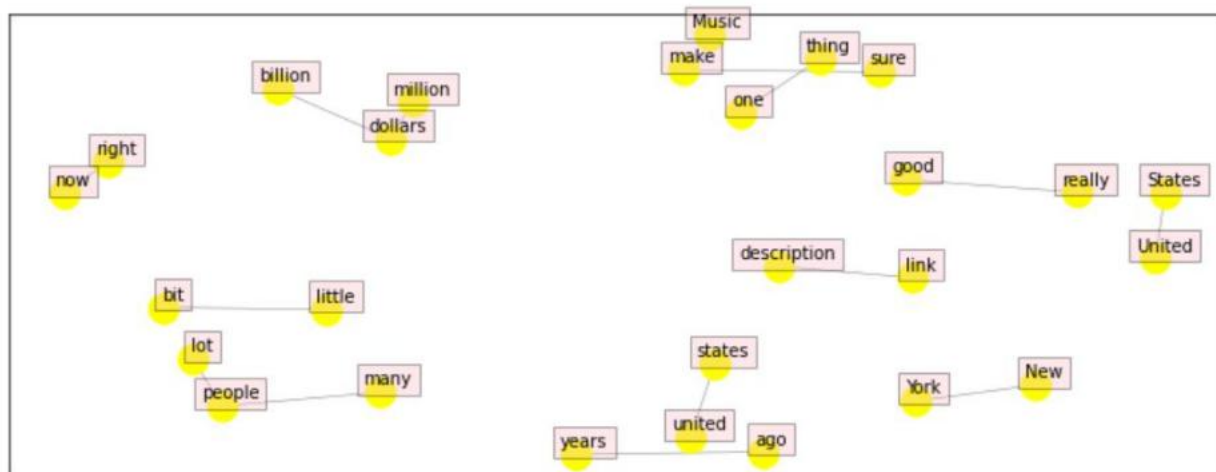 Music
thing
make
sure
billion
million
one
dollars
right
now
good
really
States
United
description
link
bit
little
lot
states
people
many
York
New
years
united
ago